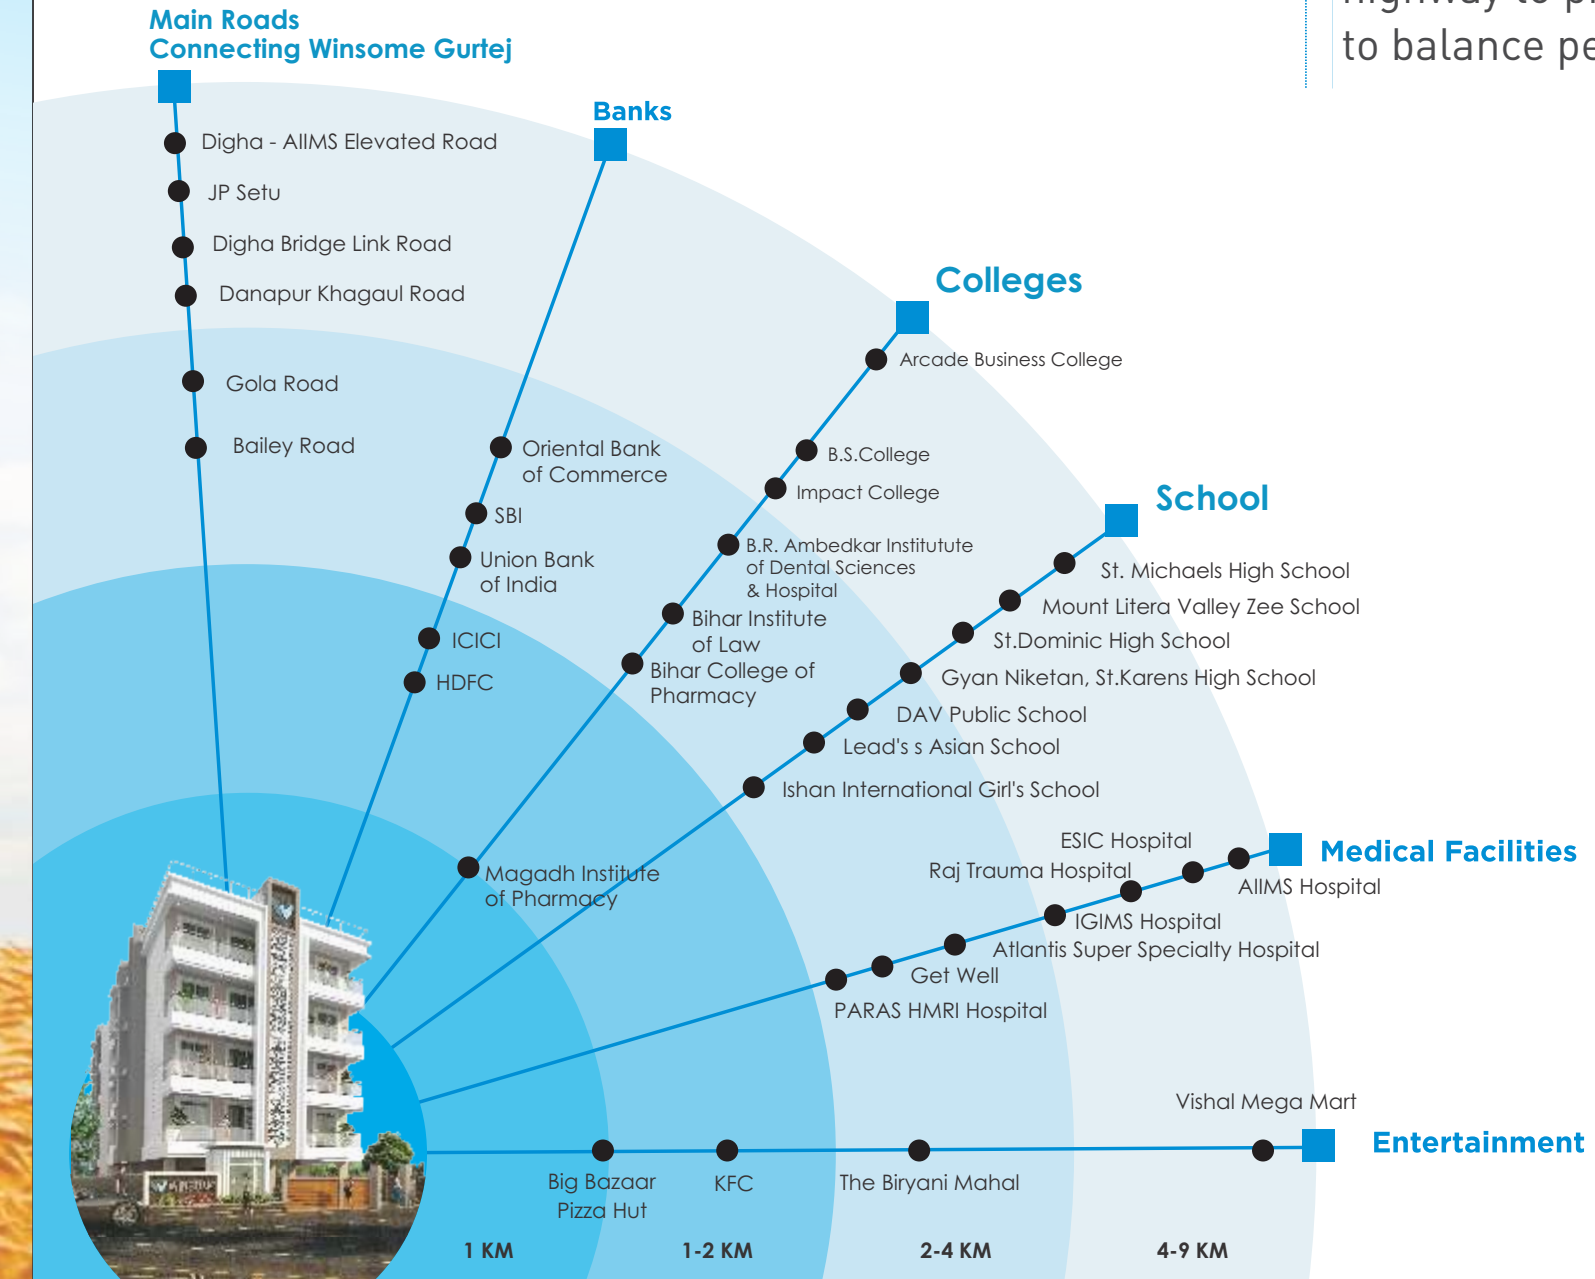 highway to p
to balance pe
Main Roads
Connecting Winsome Gurtej
Digha - AIIMS Elevated Road
JP Setu
Digha Bridge Link Road
Danapur Khagaul Road
Gola Road
Bailey Road
Banks
Oriental Bank
of Commerce
SBI
Union Bank
of India
ICICI
HDFC
Colleges
Arcade Business College
B.S.College
Impact College
B.R. Ambedkar Institutute
of Dental Sciences
& Hospital
Bihar Institute
of Law
Bihar College of
Pharmacy
Magadh Institute
of Pharmacy
School
St. Michaels High School
Mount Litera Valley Zee School
St.Dominic High School
Gyan Niketan, St.Karens High School
DAV Public School
Lead's s Asian School
Ishan International Girl's School
Medical Facilities
ESIC Hospital
AIIMS Hospital
Raj Trauma Hospital
IGIMS Hospital
Atlantis Super Specialty Hospital
Get Well
PARAS HMRI Hospital
Entertainment
Vishal Mega Mart
The Biryani Mahal
KFC
Big Bazaar
Pizza Hut
1 KM
1-2 KM
2-4 KM
4-9 KM